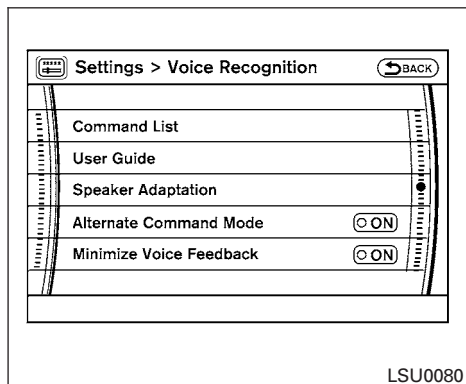 Settings > Voice Recognition BACK
Command List
User Guide
Speaker Adaptation
Alternate Command Mode ON
Minimize Voice Feedback ON
LSU0080